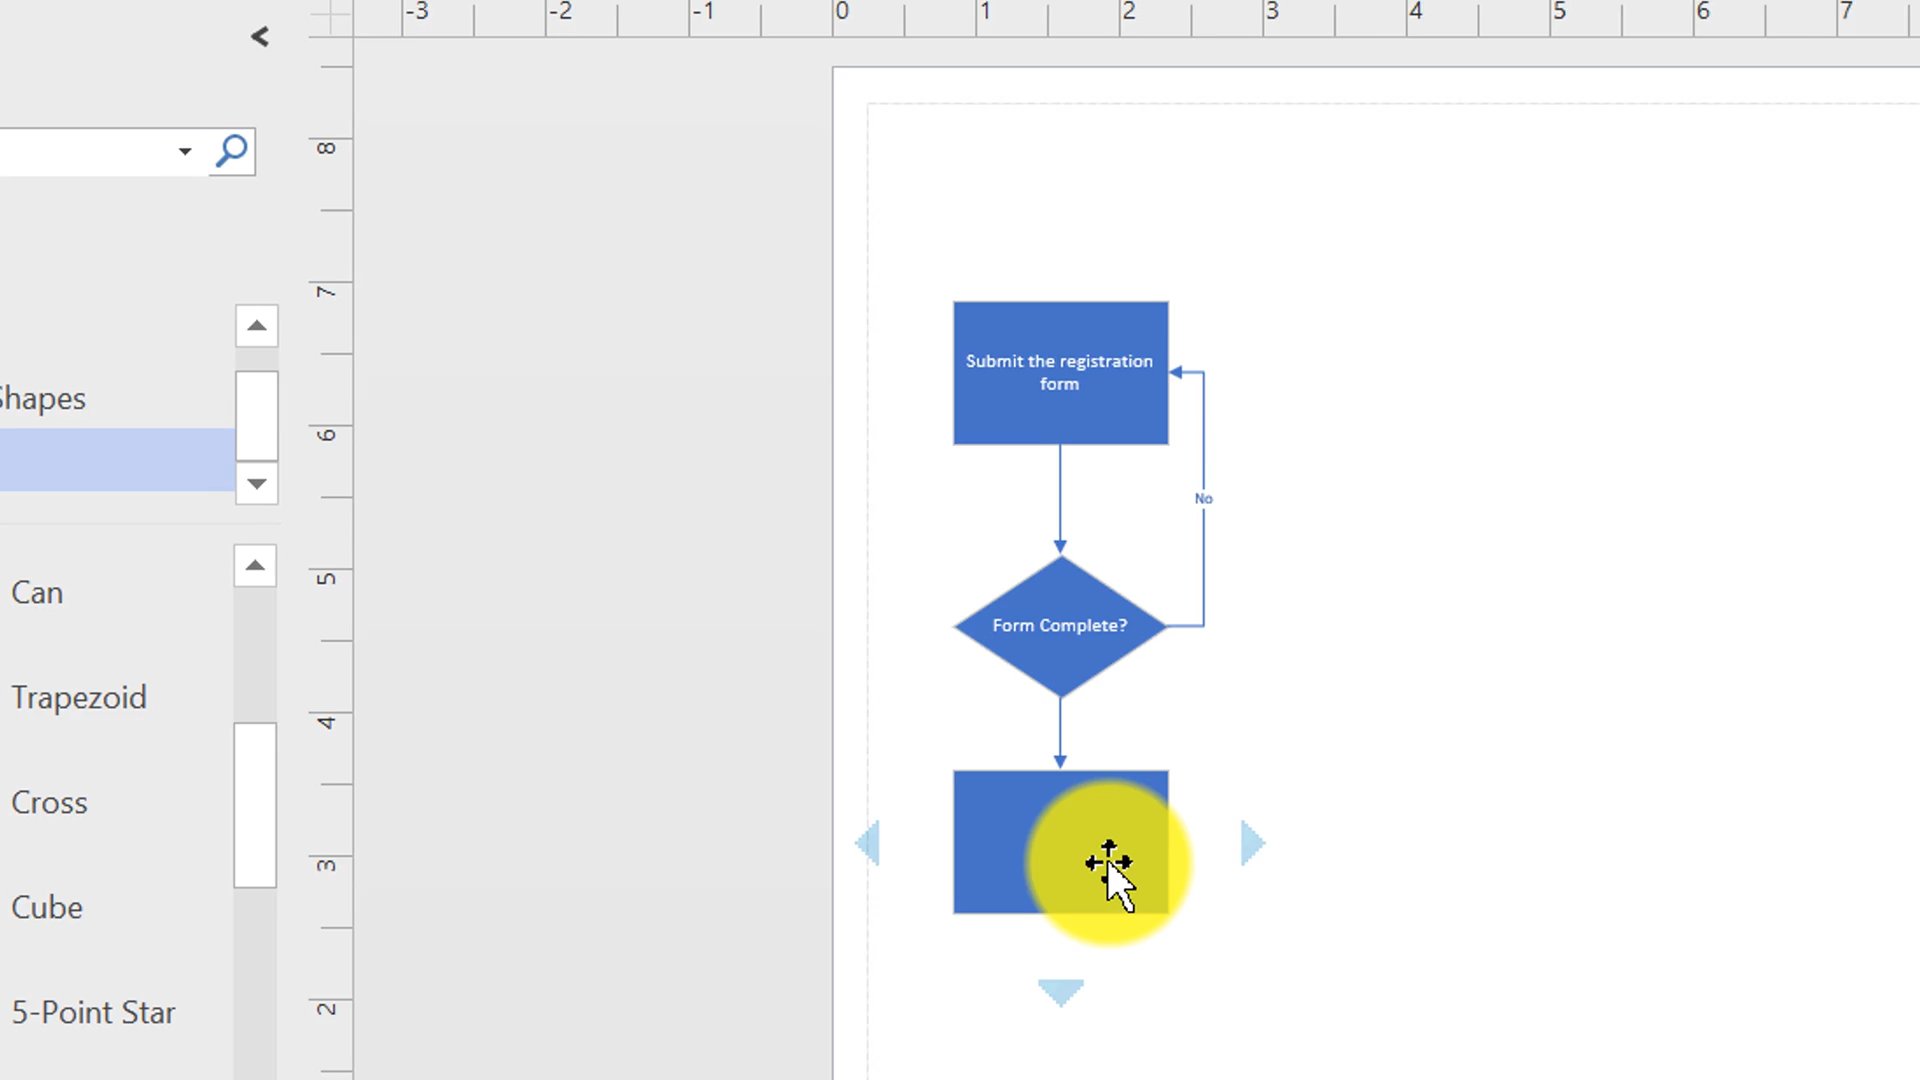 -3 -2 -1 0 1 2 3 4 5 6 7
8
7
6
5
4
3
2
Shapes
Can
Trapezoid
Cross
Cube
5-Point Star
Submit the registration
form
No
Form Complete?